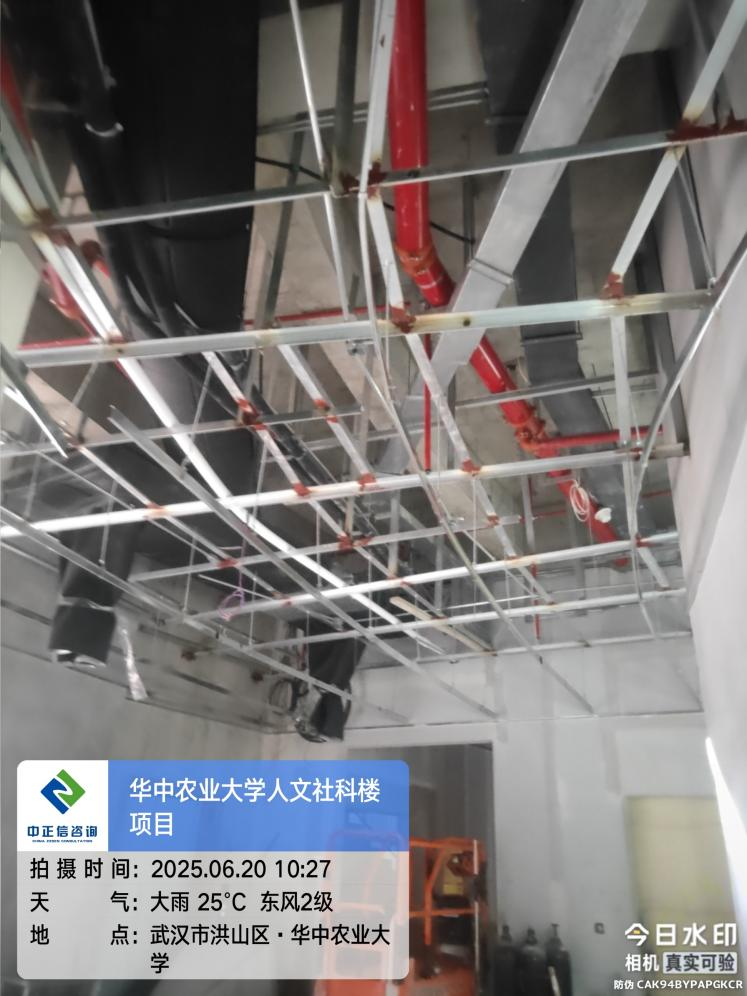 中正信咨询
CHINA ZISEN CONSULTATION
华中农业大学人文社科楼
项目
拍摄时间：2025.06.20 10:27
天气：大雨 25°C 东风2级
地点：武汉市洪山区·华中农业大
学
今日水印
相机 真实可验
防伪 CAK94BYPAPGKCR